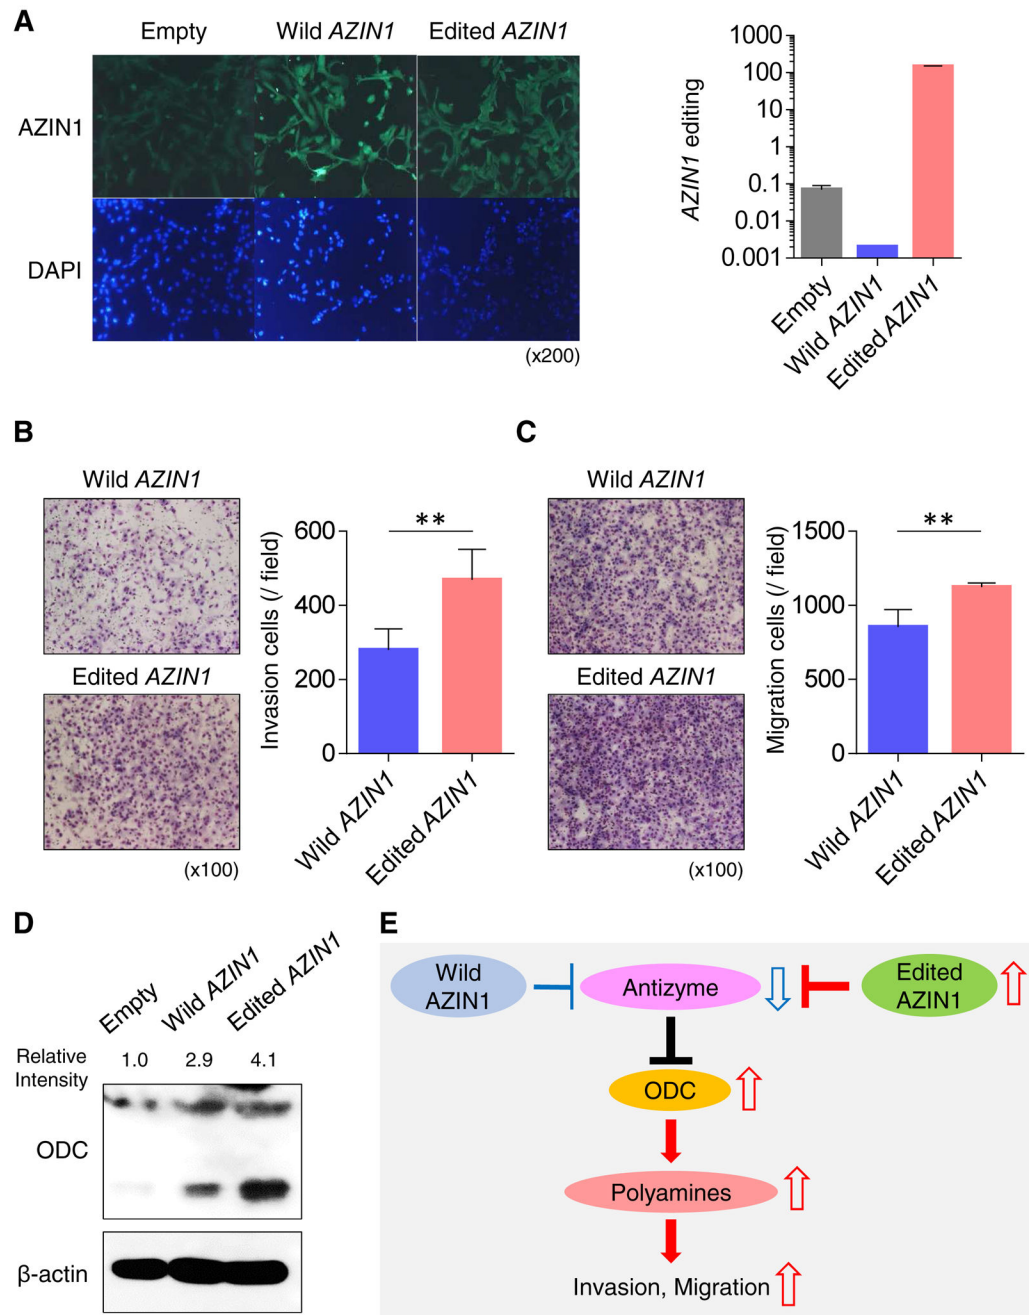 A
Empty
Wild AZIN1
Edited AZIN1
AZIN1
DAPI
(x200)
AZIN1 editing
1000
100
10
1
0.1
0.01
0.001
Empty
Wild AZIN1
Edited AZIN1
B
Wild AZIN1
Edited AZIN1
(x100)
Invasion cells (/ field)
600
400
200
0
**
Wild AZIN1
Edited AZIN1
C
Wild AZIN1
Edited AZIN1
(x100)
Migration cells (/ field)
1500
1000
500
0
**
Wild AZIN1
Edited AZIN1
D
Empty
Wild AZIN1
Edited AZIN1
Relative
Intensity
1.0
2.9
4.1
ODC
β-actin
E
Wild
AZIN1
Antizyme
Edited
AZIN1
ODC
Polyamines
Invasion, Migration